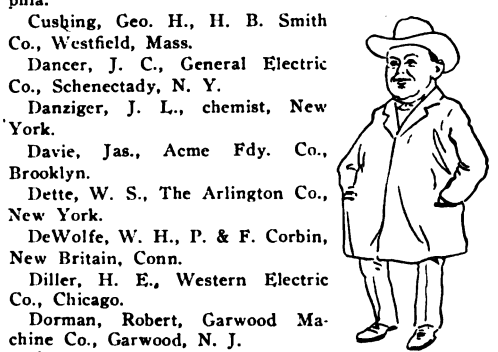 phia.
Cushing, Geo. H., H. B. Smith
Co., Westfield, Mass.
Dancer, J. C., General Electric
Co., Schenectady, N. Y.
Danziger, J. L., chemist, New
York.
Davie, Jas., Acme Fdy. Co.,
Brooklyn.
Dette, W. S., The Arlington Co.,
New York.
DeWolfe, W. H., P. & F. Corbin,
New Britain, Conn.
Diller, H. E., Western Electric
Co., Chicago.
Dorman, Robert, Garwood Ma-
chine Co., Garwood, N. J.